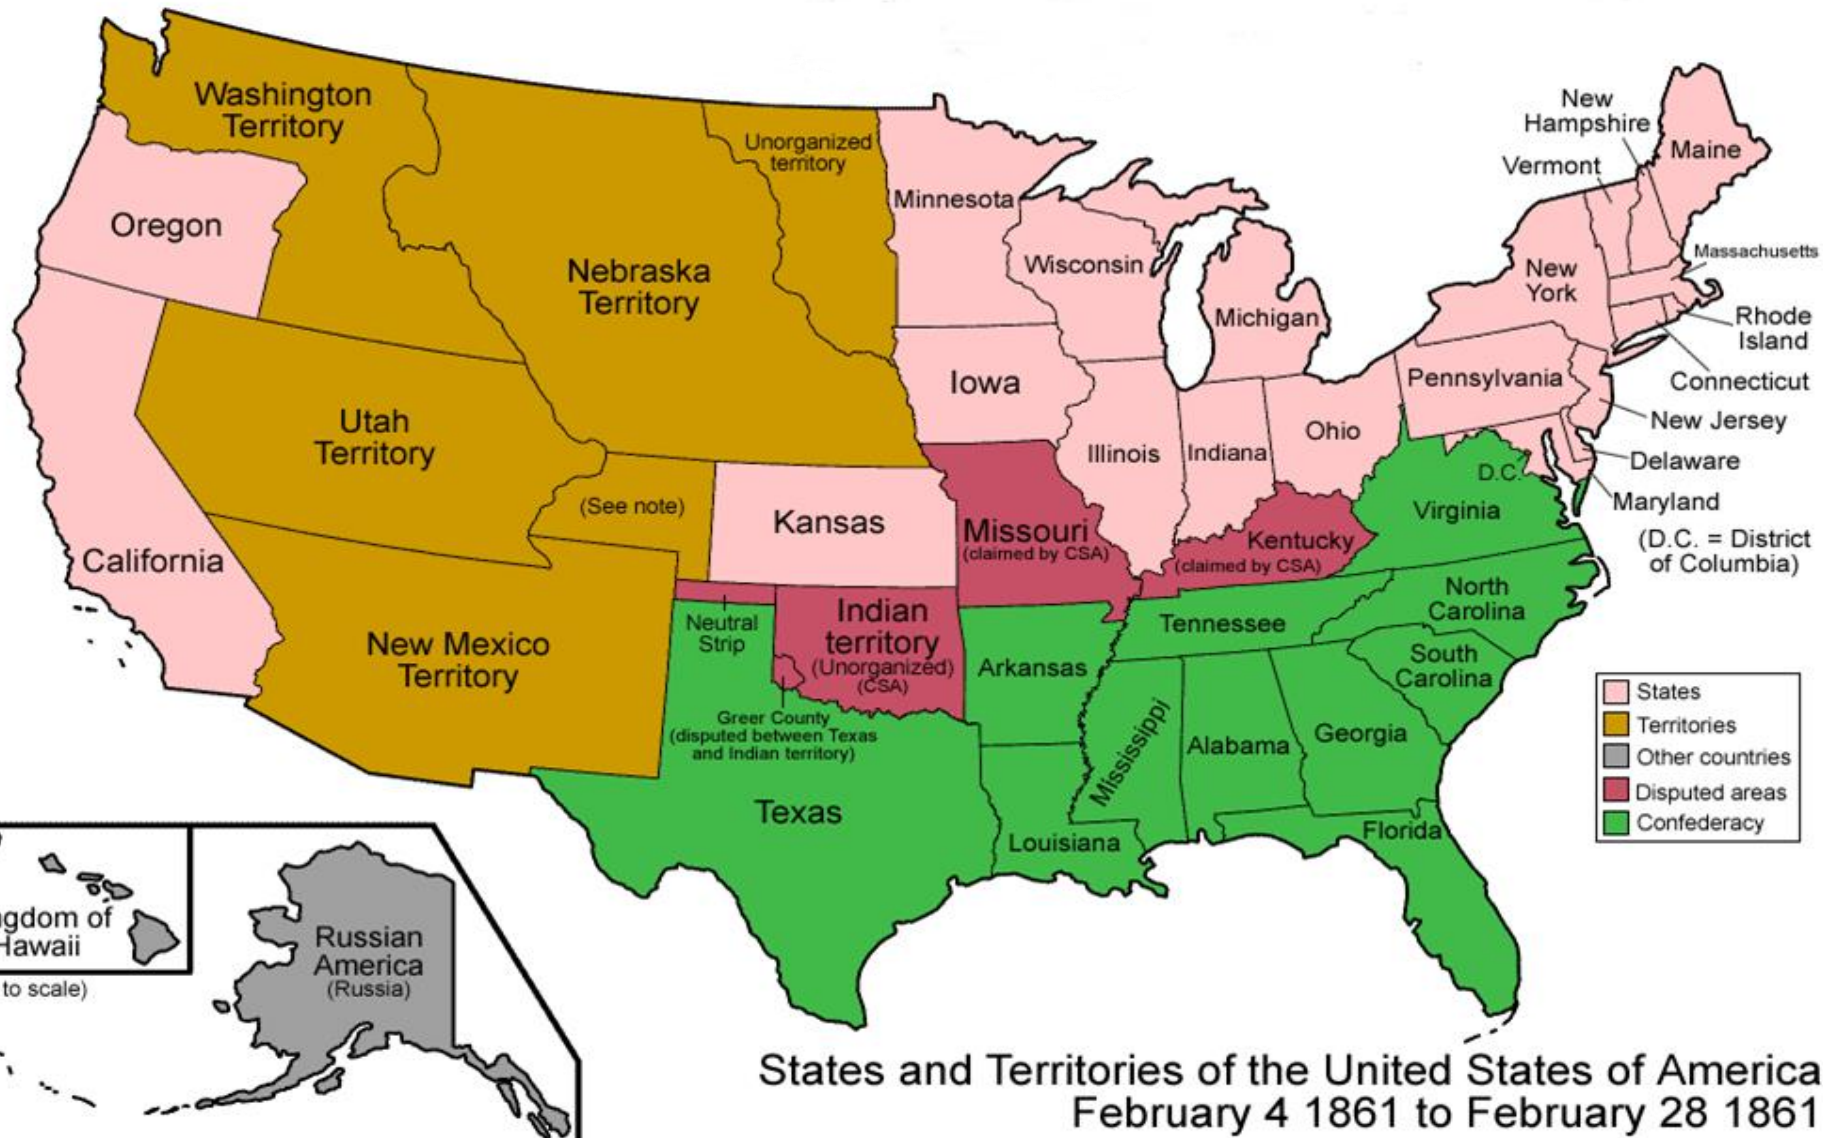 Washington
Territory
Unorganized
territory
New
Hampshire
Maine
Vermont
Oregon
Minnesota
Massachusetts
Wisconsin
New
York
Nebraska
Territory
Michigan
Rhode
Island
Iowa
Pennsylvania
Connecticut
New Jersey
Utah
Territory
Ohio
Illinois
Indiana
Delaware
D.C.
Maryland
(See note)
Kansas
Virginia
Missouri
(claimed by CSA)
Kentucky
(claimed by CSA)
(D.C. = District
of Columbia)
California
North
Carolina
Neutral
Strip
Indian
territory
(Unorganized)
(CSA)
Tennessee
New Mexico
Territory
Arkansas
South
Carolina
Greer County
(disputed between Texas
and Indian territory)
Mississippi
Alabama
Georgia
Texas
Louisiana
Florida
States
Territories
Other countries
Disputed areas
Confederacy
ngdom of
Hawaii
to scale)
Russian
America
(Russia)
States and Territories of the United States of America
February 4 1861 to February 28 1861